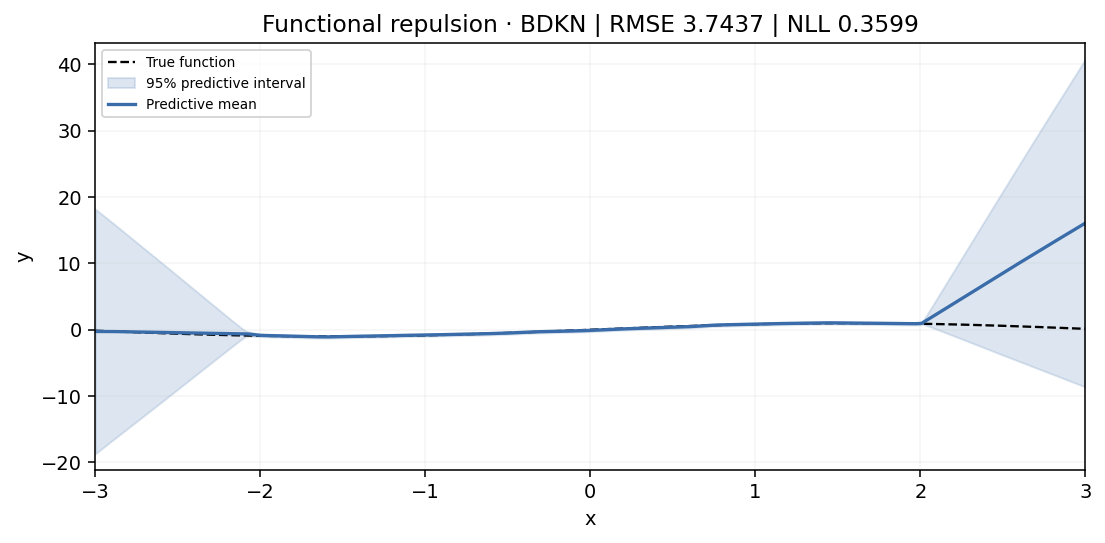 Functional repulsion · BDKN | RMSE 3.7437 | NLL 0.3599
True function
95% predictive interval
Predictive mean
40
30
20
10
0
−10
−20
y
−3
−2
−1
0
1
2
3
x